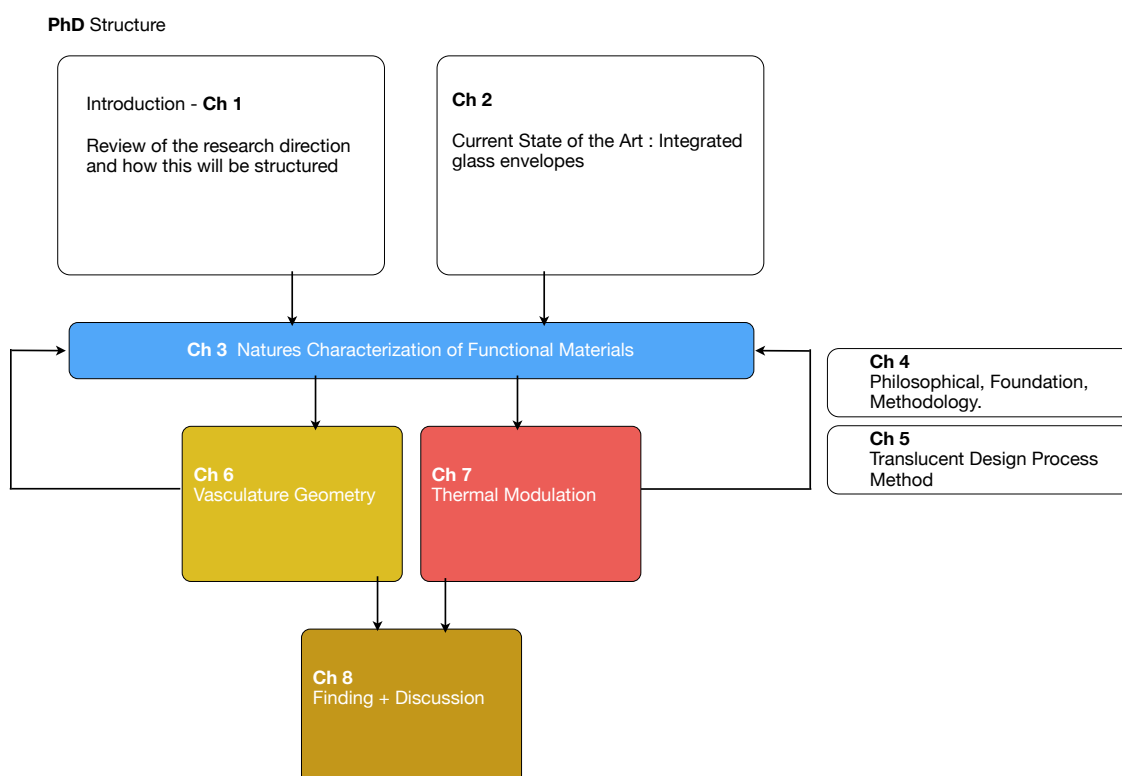 PhD Structure
Introduction - Ch 1
Review of the research direction
and how this will be structured
Ch 2
Current State of the Art : Integrated
glass envelopes
Ch 3 Natures Characterization of Functional Materials
Ch 4
Philosophical, Foundation,
Methodology.
Ch 5
Translucent Design Process
Method
Ch 6
Vasculature Geometry
Ch 7
Thermal Modulation
Ch 8
Finding + Discussion